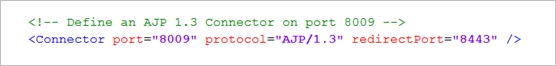 <!-- Define an AJP 1.3 Connector on port 8009 -->
<Connector port="8009" protocol="AJP/1.3" redirectPort="8443" />